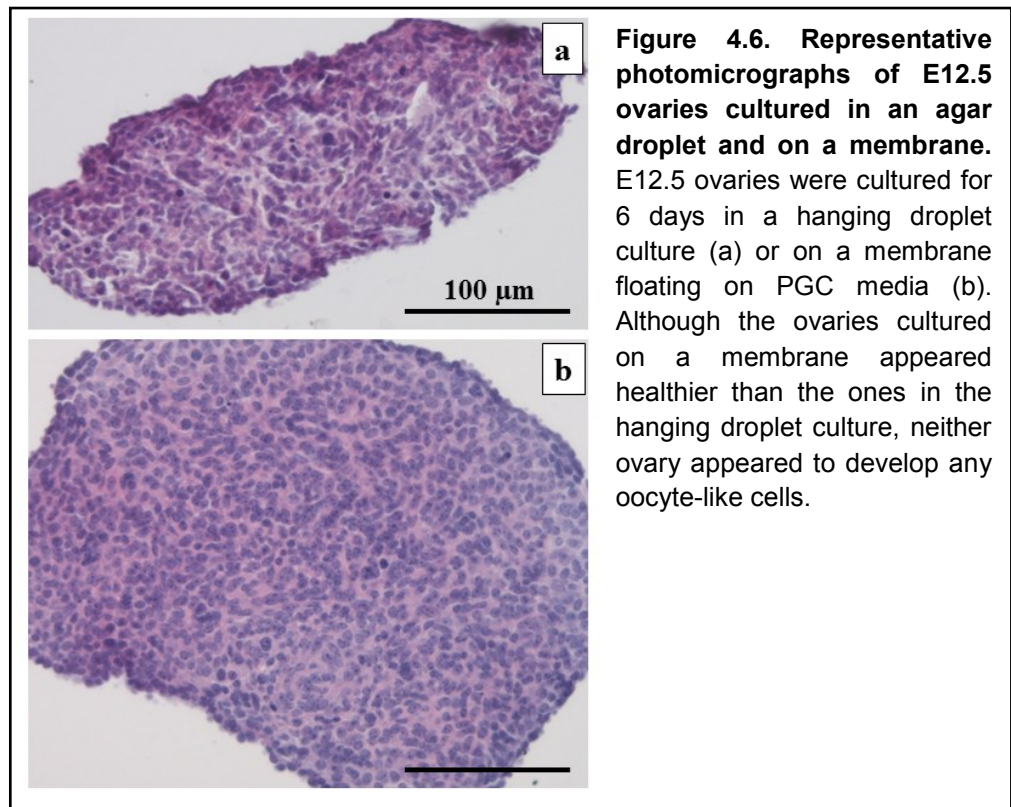 a
100 µm
b
Figure 4.6. Representative
photomicrographs of E12.5
ovaries cultured in an agar
droplet and on a membrane.
E12.5 ovaries were cultured for
6 days in a hanging droplet
culture (a) or on a membrane
floating on PGC media (b).
Although the ovaries cultured
on a membrane appeared
healthier than the ones in the
hanging droplet culture, neither
ovary appeared to develop any
oocyte-like cells.